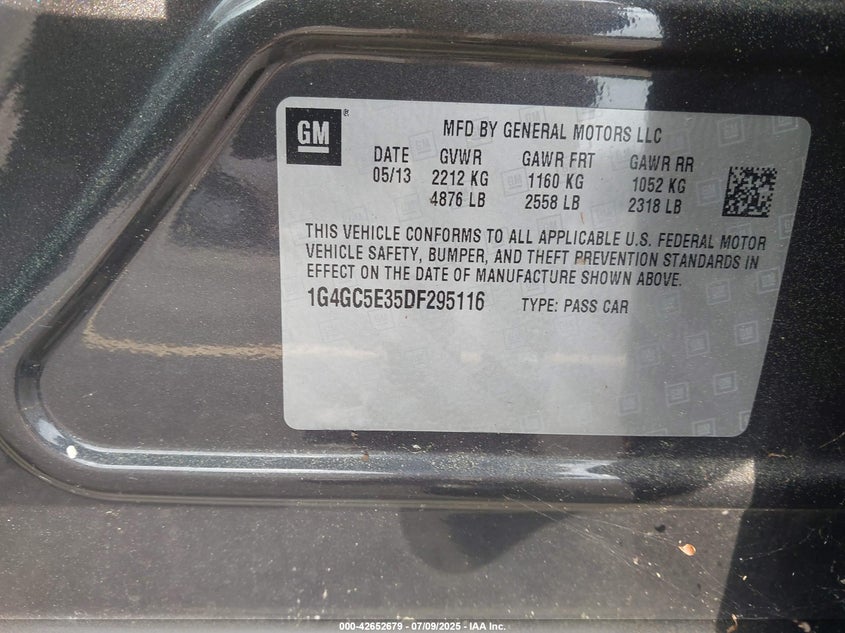 GM ®
MFD BY GENERAL MOTORS LLC
DATE GVWR GAWR FRT GAWR RR
05/13 2212 KG 1160 KG 1052 KG
4876 LB 2558 LB 2318 LB
THIS VEHICLE CONFORMS TO ALL APPLICABLE U.S. FEDERAL MOTOR
VEHICLE SAFETY, BUMPER, AND THEFT PREVENTION STANDARDS IN
EFFECT ON THE DATE OF MANUFACTURE SHOWN ABOVE.
1G4GC5E35DF295116 TYPE: PASS CAR
000-42652679 - 07/09/2025 - IAA Inc.